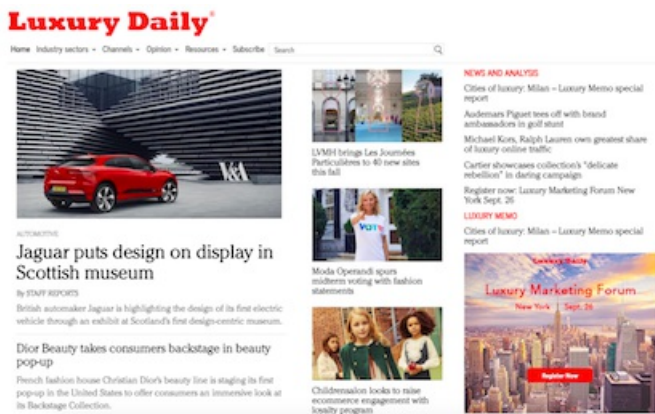 Luxury Daily
Home Industry sectors Channels Opinion Resources Subscribe Search
V&A
AUTOMOTIVE
Jaguar puts design on display in
Scottish museum
By STAFF REPORTS
British automaker Jaguar is highlighting the design of its first electric
vehicle through an exhibit at Scotland's first design-centric museum.
Dior Beauty takes consumers backstage in beauty
pop-up
French fashion house Christian Dior's beauty line is staging its first
pop-up in the United States to offer consumers an immersive look at
its Backstage Collection.
LVMH brings Les Journées
Particulières to 40 new sites
this fall
VOTE
Moda Operandi spurs
midterm voting with fashion
statements
Childrensalon looks to raise
ecommerce engagement with
loyalty program
NEWS AND ANALYSIS
Cities of luxury: Milan – Luxury Memo special
report
Audemars Piguet tees off with brand
ambassadors in golf stunt
Michael Kors, Ralph Lauren own greatest share
of luxury online traffic
Cartier showcases collection's "delicate
rebellion" in daring campaign
Register now: Luxury Marketing Forum New
York Sept. 26
LUXURY MEMO
Cities of luxury: Milan – Luxury Memo special
report
Luxury Daily
Luxury Marketing Forum
New York | Sept. 26
Register Now